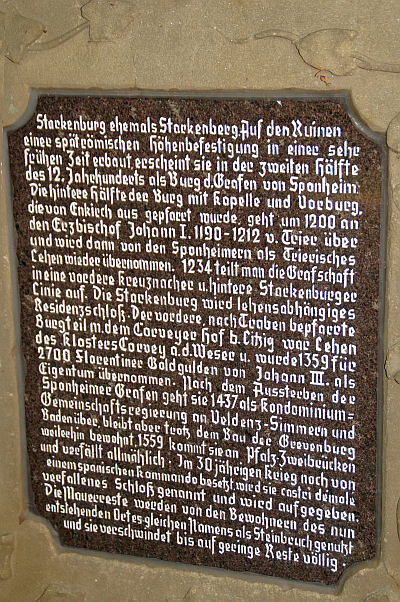 Starkenburg ehemals Starkenberg. Auf den Ruinen
einer spätrömischen Höhenbefestigung in einer sehr
frühen Zeit erbaut, erscheint sie in der zweiten Hälfte
des 12. Jahrhunderts als Burg d. Grafen von Sponheim.
Die hintere Hälfte der Burg mit Kapelle und Vorburg,
die von Enkirch aus gepfarrt wurde, geht um 1200 an
den Erzbischof Johann I. 1190-1212 v. Trier über
und wird dann von den Sponheimern als Trierisches
Lehen wieder übernommen. 1234 teilt man die Grafschaft
in eine vordere Kreuznacher u. hintere Starkenburger
Linie auf. Die Starkenburg wird lehensabhängiges
Residenzschloß. Der vordere, nach Traben bepfarrte
Burgteil m. dem Corveyer Hof b. Litzig war Lehen
des Klosters Corvey a.d. Weser u. wurde 1359 für
2700 Florentiner Goldgulden von Johann III. als
Eigentum übernommen. Nach dem Aussterben der
Sponheimer Grafen geht sie 1437 als Kondominium=
Gemeinschaftsregierung an Veldenz-Simmern und
Baden über, bleibt aber trotz dem Bau der Grevenburg
weiterhin bewohnt. 1559 kommt sie an Pfalz-Zweibrücken
und verfällt allmählich. Im 30 jährigen Krieg noch von
einem spanischen Kommando besetzt, wird sie castri demole
verfallenes Schloß genannt und wird aufgegeben.
Die Mauerreste werden von den Bewohnern des nun
entstehenden Ortes gleichen Namens als Steinbruch genutzt
und sie verschwindet bis auf geringe Reste völlig.